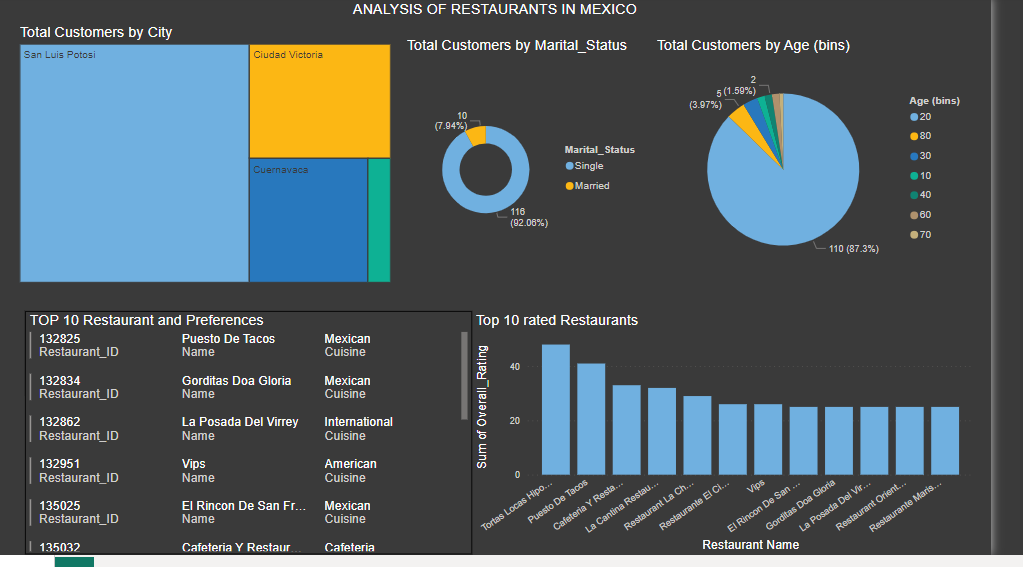 ANALYSIS OF RESTAURANTS IN MEXICO
Total Customers by City
San Luis Potosi
Ciudad Victoria
Cuernavaca
Total Customers by Marital_Status
10
(7.94%)
116
(92.06%)
Marital_Status
Single
Married
Total Customers by Age (bins)
2
(1.59%)
5
(3.97%)
110 (87.3%)
Age (bins)
20
80
30
10
40
60
70
TOP 10 Restaurant and Preferences
132825 Puesto De Tacos Mexican
Restaurant_ID Name Cuisine
132834 Gorditas Doa Gloria Mexican
Restaurant_ID Name Cuisine
132862 La Posada Del Virrey International
Restaurant_ID Name Cuisine
132951 Vips American
Restaurant_ID Name Cuisine
135025 El Rincon De San Fr... Mexican
Restaurant_ID Name Cuisine
135032 Cafeteria Y Restaur... Cafeteria
Top 10 rated Restaurants
Sum of Overall_Rating
40
20
0
Tortas Locas Hipo...
Puesto De Tacos
Cafeteria Y Resta...
La Cantina Restau...
Restaurant La Ch...
Restaurante El Ci...
Vips
El Rincon De San ...
Gorditas Doa Gloria
La Posada Del Vir...
Restaurant Orient...
Restaurante Maris...
Restaurant Name